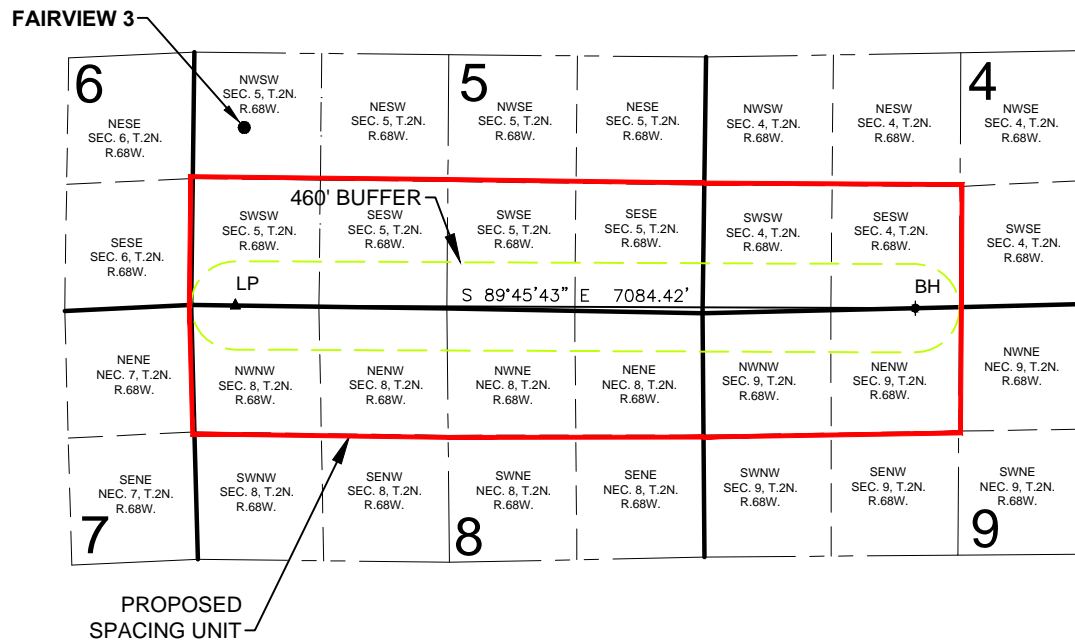 FAIRVIEW 3
6
5
4
NWSW
SEC. 5, T.2N.
R.68W.
NESW
SEC. 5, T.2N.
R.68W.
NWSE
SEC. 5, T.2N.
R.68W.
NESE
SEC. 5, T.2N.
R.68W.
NWSW
SEC. 4, T.2N.
R.68W.
NESW
SEC. 4, T.2N.
R.68W.
NWSE
SEC. 4, T.2N.
R.68W.
NESE
SEC. 6, T.2N.
R.68W.
460' BUFFER
SESE
SEC. 6, T.2N.
R.68W.
SWSW
SEC. 5, T.2N.
R.68W.
SESW
SEC. 5, T.2N.
R.68W.
SWSE
SEC. 5, T.2N.
R.68W.
SESE
SEC. 5, T.2N.
R.68W.
SWSW
SEC. 4, T.2N.
R.68W.
SESW
SEC. 4, T.2N.
R.68W.
SWSE
SEC. 4, T.2N.
R.68W.
LP
S 89°45'43" E 7084.42'
BH
NENE
NEC. 7, T.2N.
R.68W.
NWNW
SEC. 8, T.2N.
R.68W.
NENW
SEC. 8, T.2N.
R.68W.
NWNE
NEC. 8, T.2N.
R.68W.
NENE
NEC. 8, T.2N.
R.68W.
NWNW
SEC. 9, T.2N.
R.68W.
NENW
SEC. 9, T.2N.
R.68W.
NWNE
NEC. 9, T.2N.
R.68W.
SENE
NEC. 7, T.2N.
R.68W.
SWNW
SEC. 8, T.2N.
R.68W.
SENW
SEC. 8, T.2N.
R.68W.
SWNE
NEC. 8, T.2N.
R.68W.
SENE
NEC. 8, T.2N.
R.68W.
SWNW
SEC. 9, T.2N.
R.68W.
SENW
SEC. 9, T.2N.
R.68W.
SWNE
NEC. 9, T.2N.
R.68W.
7
8
9
PROPOSED
SPACING UNIT